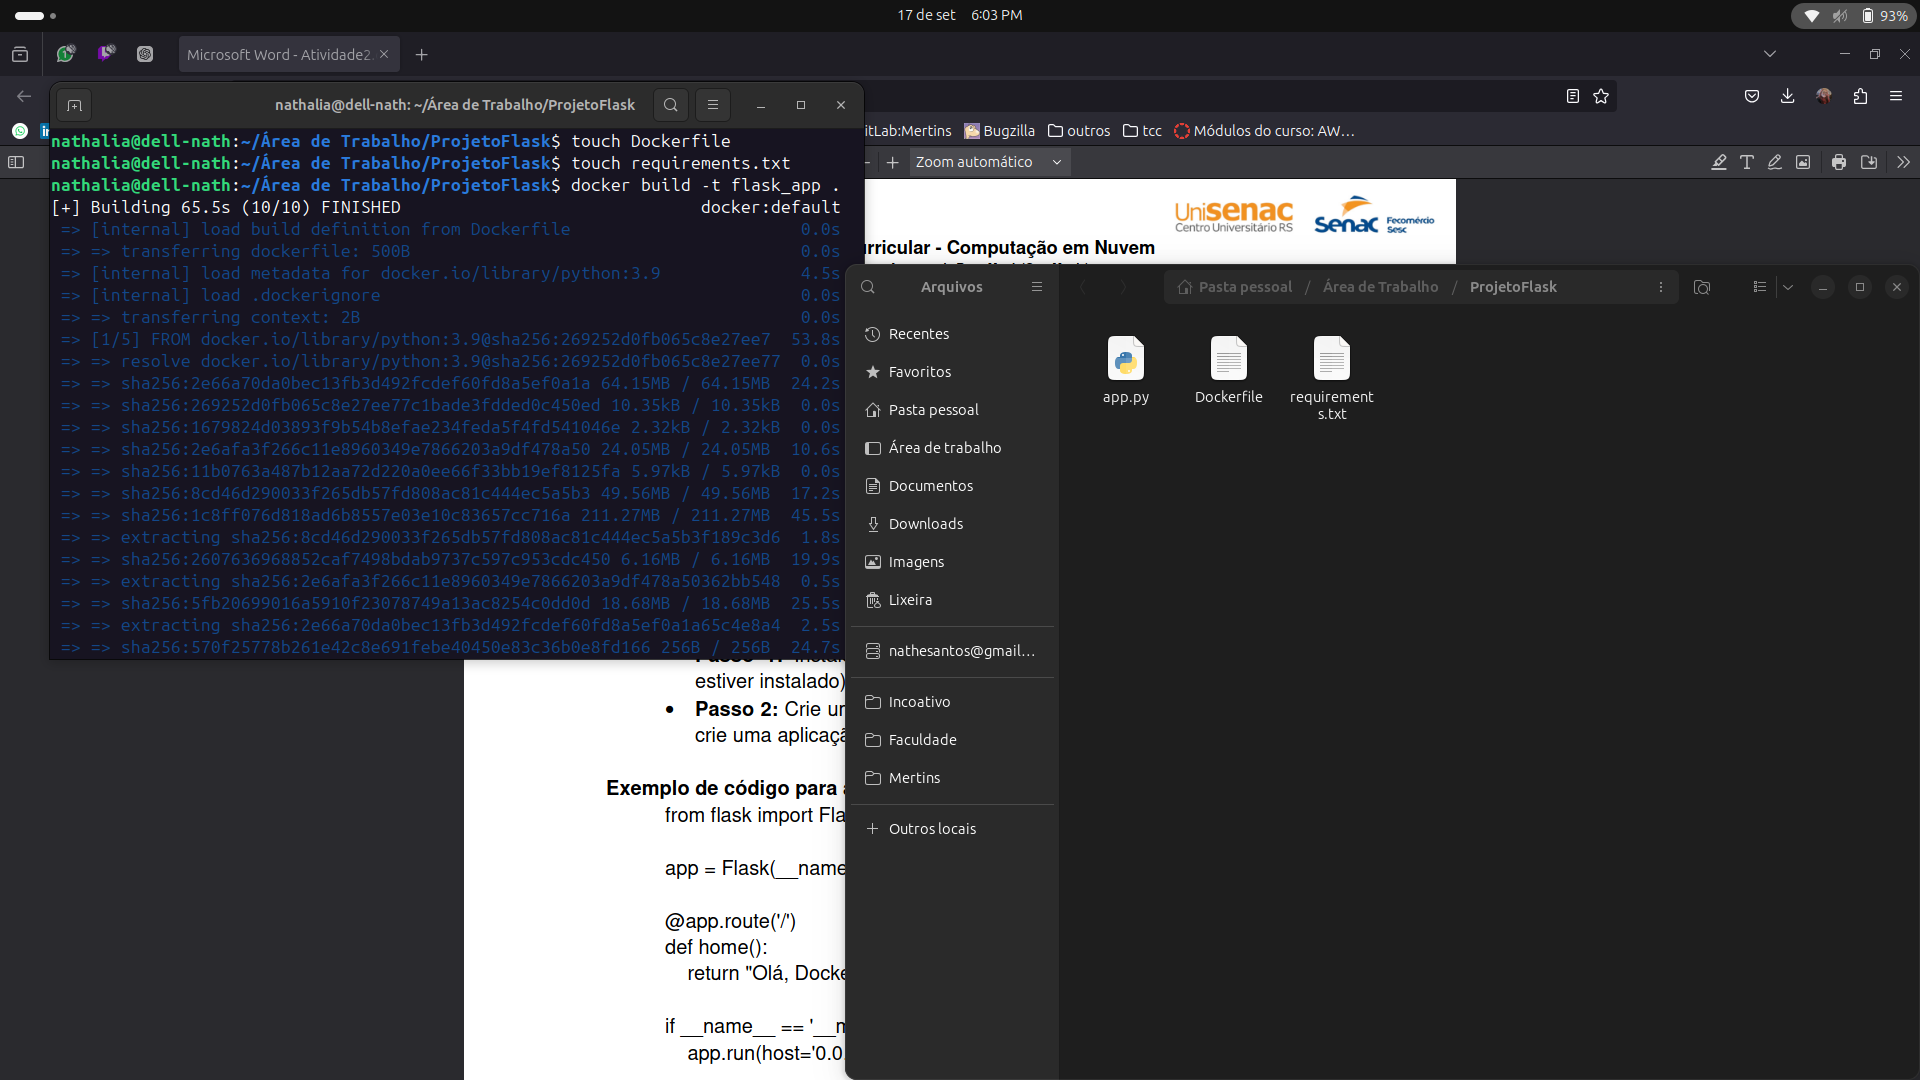 17 de set 6:03 PM
93%
Microsoft Word - Atividade2
nathalia@dell-nath: ~/Área de Trabalho/ProjetoFlask
itLab:Mertins
Bugzilla
outros
tcc
Módulos do curso: AW…
Zoom automático
nathalia@dell-nath:~/Área de Trabalho/ProjetoFlask$ touch Dockerfile
nathalia@dell-nath:~/Área de Trabalho/ProjetoFlask$ touch requirements.txt
nathalia@dell-nath:~/Área de Trabalho/ProjetoFlask$ docker build -t flask_app .
[+] Building 65.5s (10/10) FINISHED docker:default
=> [internal] load build definition from Dockerfile 0.0s
=> => transferring dockerfile: 500B 0.0s
=> [internal] load metadata for docker.io/library/python:3.9 4.5s
=> [internal] load .dockerignore 0.0s
=> => transferring context: 2B 0.0s
=> [1/5] FROM docker.io/library/python:3.9@sha256:269252d0fb065c8e27ee7 53.8s
=> => resolve docker.io/library/python:3.9@sha256:269252d0fb065c8e27ee77 0.0s
=> => sha256:2e66a70da0bec13fb3d492fcdef60fd8a5ef0a1a 64.15MB / 64.15MB 24.2s
=> => sha256:269252d0fb065c8e27ee77c1bade3fdded0c450ed 10.35kB / 10.35kB 0.0s
=> => sha256:1679824d03893f9b54b8efae234feda5f4fd541046e 2.32kB / 2.32kB 0.0s
=> => sha256:2e6afa3f266c11e8960349e7866203a9df478a50 24.05MB / 24.05MB 10.6s
=> => sha256:11b0763a487b12aa72d220a0ee66f33bb19ef8125fa 5.97kB / 5.97kB 0.0s
=> => sha256:8cd46d290033f265db57fd808ac81c444ec5a5b3 49.56MB / 49.56MB 17.2s
=> => sha256:1c8ff076d818ad6b8557e03e10c83657cc716a 211.27MB / 211.27MB 45.5s
=> => extracting sha256:8cd46d290033f265db57fd808ac81c444ec5a5b3f189c3d6 1.8s
=> => sha256:2607636968852caf7498bdab9737c597c953cdc450 6.16MB / 6.16MB 19.9s
=> => extracting sha256:2e6afa3f266c11e8960349e7866203a9df478a50362bb548 0.5s
=> => sha256:5fb20699016a5910f23078749a13ac8254c0dd0d 18.68MB / 18.68MB 25.5s
=> => extracting sha256:2e66a70da0bec13fb3d492fcdef60fd8a5ef0a1a65c4e8a4 2.5s
=> => sha256:570f25778b261e42c8e691febe40450e83c36b0e8fd166 256B / 256B 24.7s
UniSenac
Centro Universitário RS
Senac
Fecomércio
Sesc
urricular - Computação em Nuvem
Arquivos
Pasta pessoal / Área de Trabalho / ProjetoFlask
Recentes
Favoritos
Pasta pessoal
Área de trabalho
Documentos
Downloads
Imagens
Lixeira
nathesantos@gmail…
Incoativo
Faculdade
Mertins
Outros locais
app.py
Dockerfile
requirement
s.txt
estiver instalado)
• Passo 2: Crie ur
crie uma aplicaçã
Exemplo de código para a
from flask import Fla
app = Flask(__name
@app.route('/')
def home():
return "Olá, Docke
if __name__ == '__m
app.run(host='0.0.